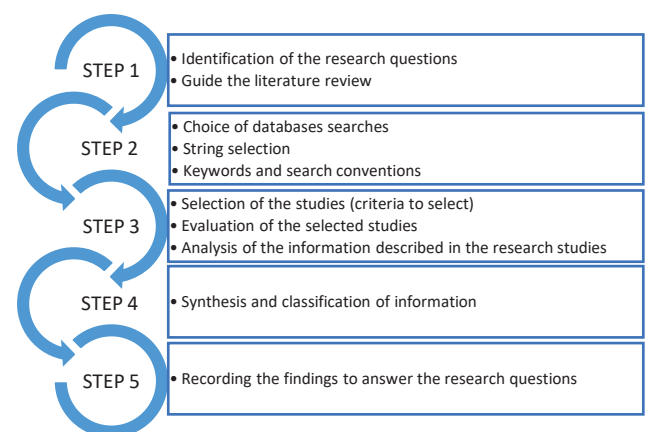 STEP 1
• Identification of the research questions
• Guide the literature review
STEP 2
• Choice of databases searches
• String selection
• Keywords and search conventions
STEP 3
• Selection of the studies (criteria to select)
• Evaluation of the selected studies
• Analysis of the information described in the research studies
STEP 4
• Synthesis and classification of information
STEP 5
• Recording the findings to answer the research questions